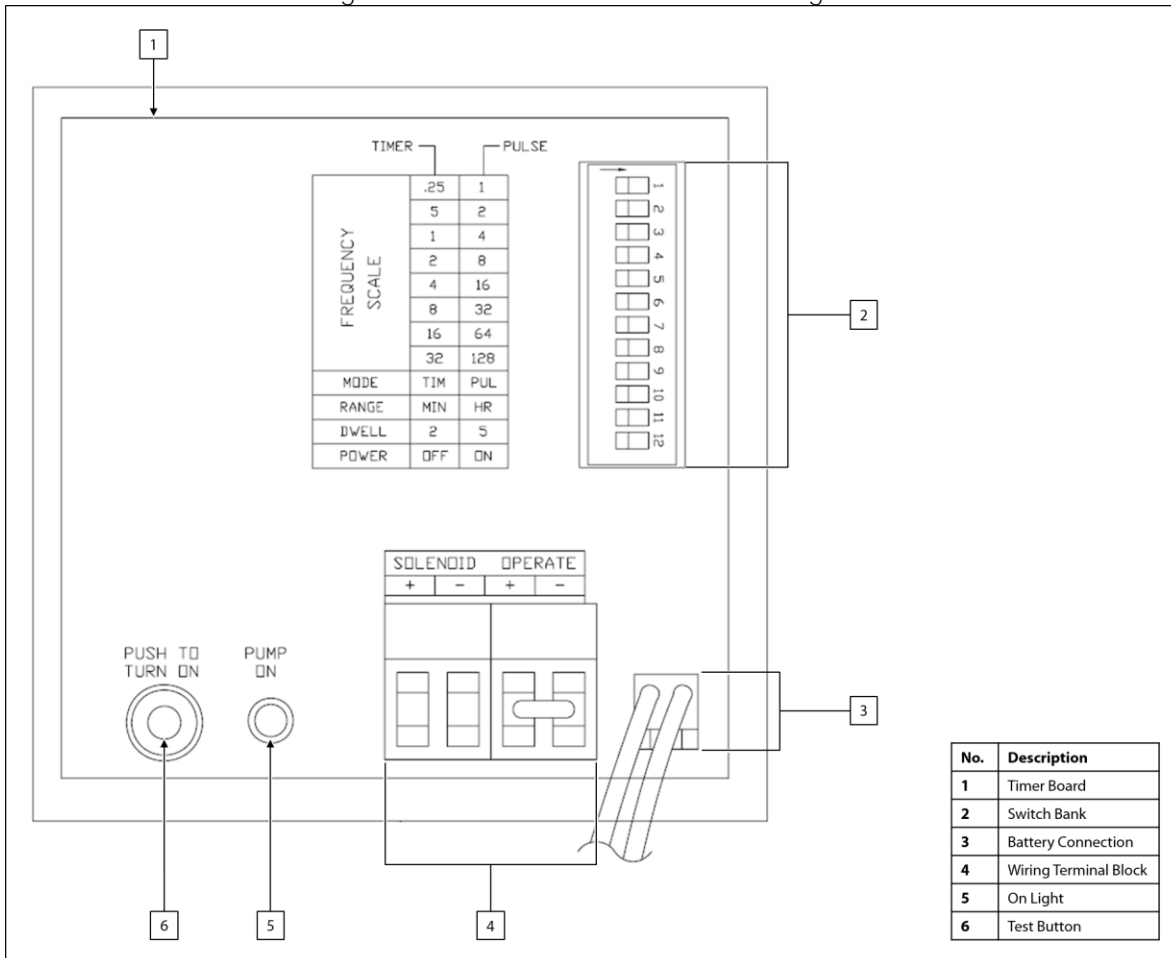 1
TIMER PULSE
FREQUENCY
SCALE
.25 1
5 2
1 4
2 8
4 16
8 32
16 64
32 128
MODE TIM PUL
RANGE MIN HR
DWELL 2 5
POWER OFF ON
1
2
3
4
5
6
7
8
9
10
11
12
2
SOLENOID OPERATE
+ - + -
PUSH TO
TURN ON
PUMP
ON
3
6
5
4
No. Description
1 Timer Board
2 Switch Bank
3 Battery Connection
4 Wiring Terminal Block
5 On Light
6 Test Button